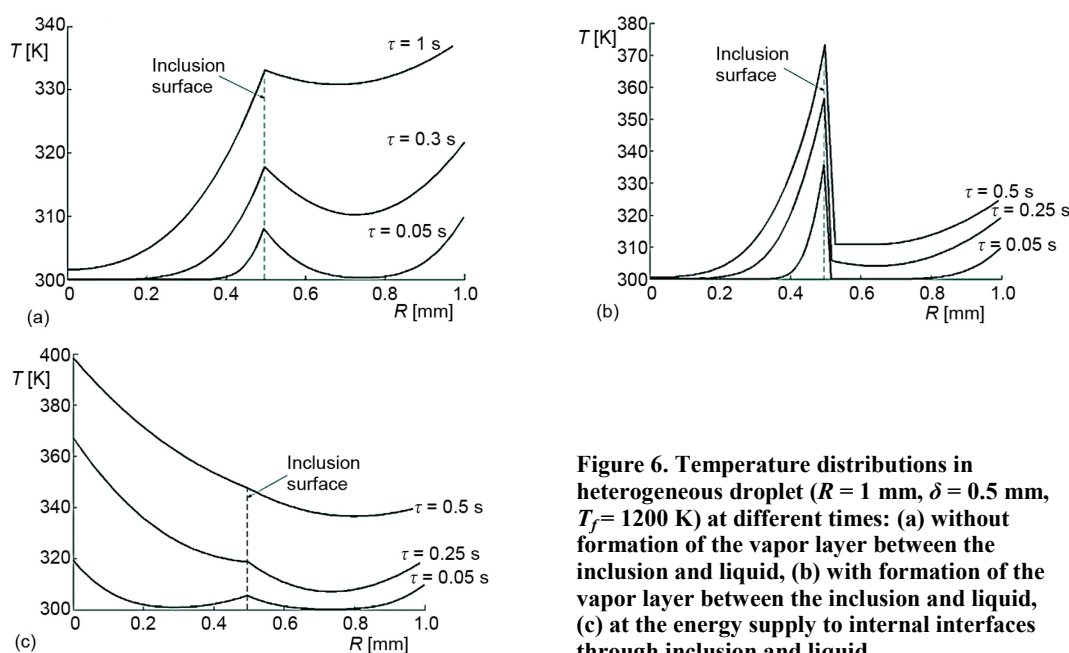 340
T [K]
τ = 1 s
Inclusion
surface
330
320
τ = 0.3 s
310
τ = 0.05 s
300
0
0.2
0.4
0.6
0.8
1.0
R [mm]
(a)
T [K]
380
370
Inclusion
surface
360
350
340
330
τ = 0.5 s
320
τ = 0.25 s
310
τ = 0.05 s
300
0
0.2
0.4
0.6
0.8
1.0
R [mm]
(b)
400
T [K]
380
360
Inclusion
surface
340
τ = 0.5 s
320
τ = 0.25 s
τ = 0.05 s
300
0
0.2
0.4
0.6
0.8
1.0
R [mm]
(c)
Figure 6. Temperature distributions in
heterogeneous droplet (R = 1 mm, δ = 0.5 mm,
Tf = 1200 K) at different times: (a) without
formation of the vapor layer between the
inclusion and liquid, (b) with formation of the
vapor layer between the inclusion and liquid,
(c) at the energy supply to internal interfaces
through inclusion and liquid